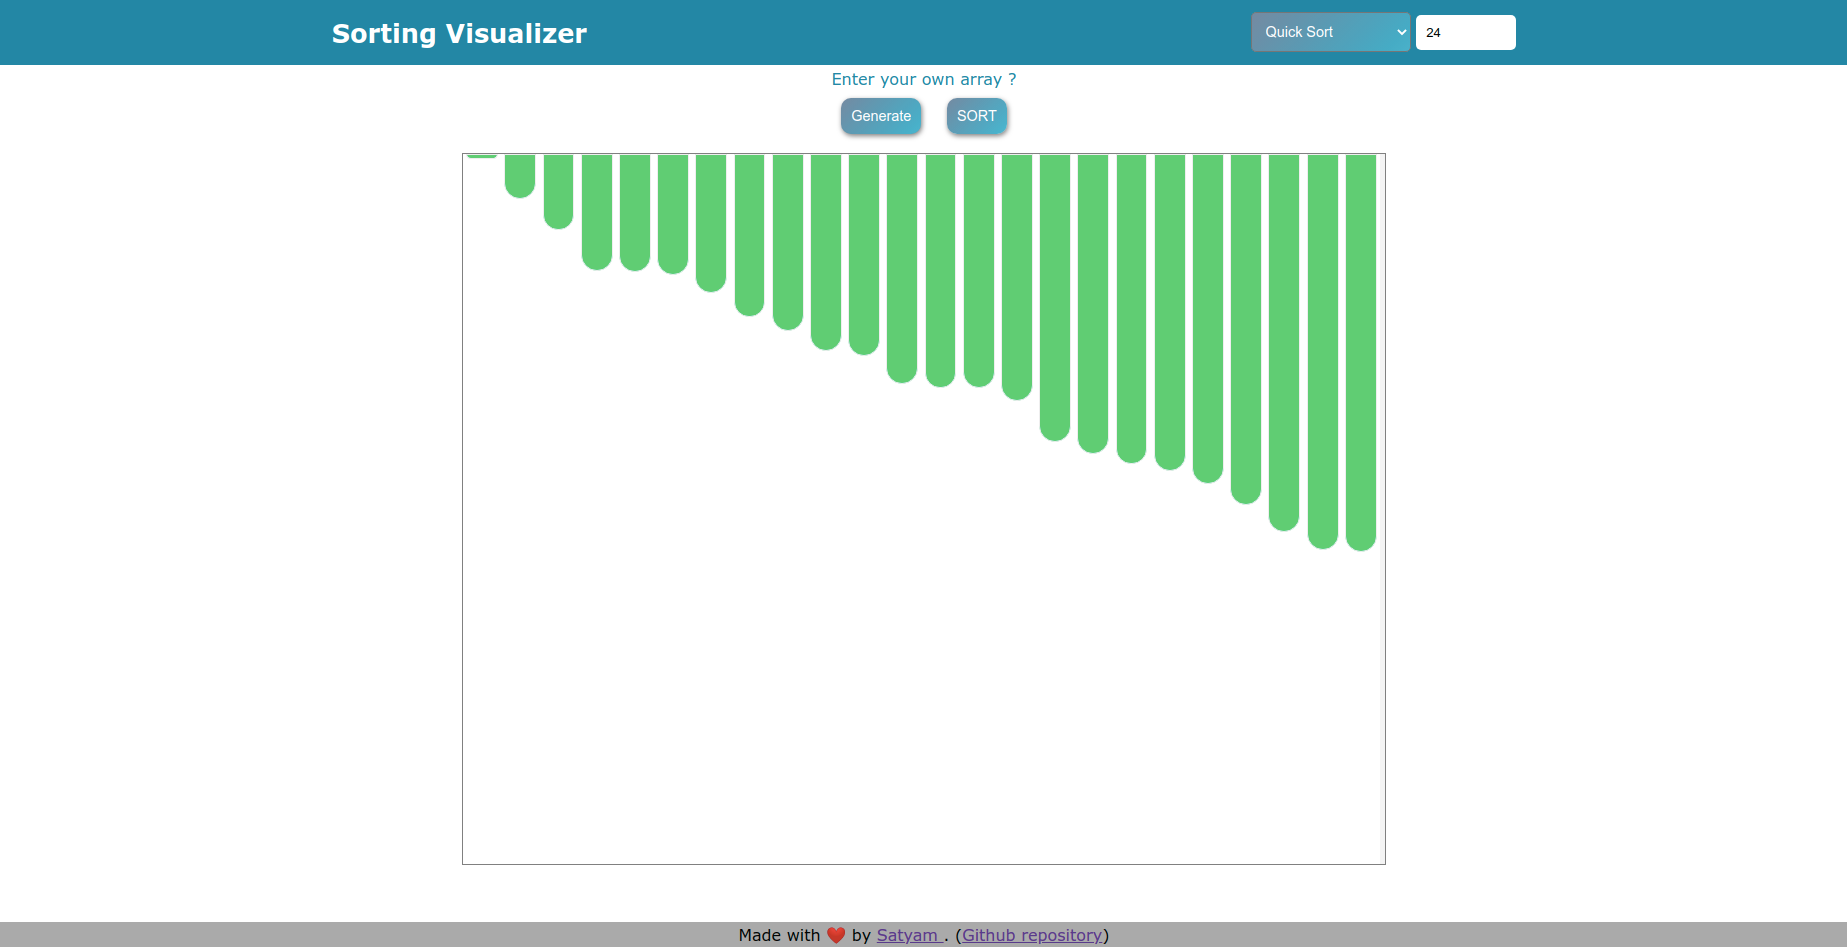 Sorting Visualizer
Quick Sort
24
Enter your own array ?
Generate
SORT
Made with ❤️ by Satyam . (Github repository)